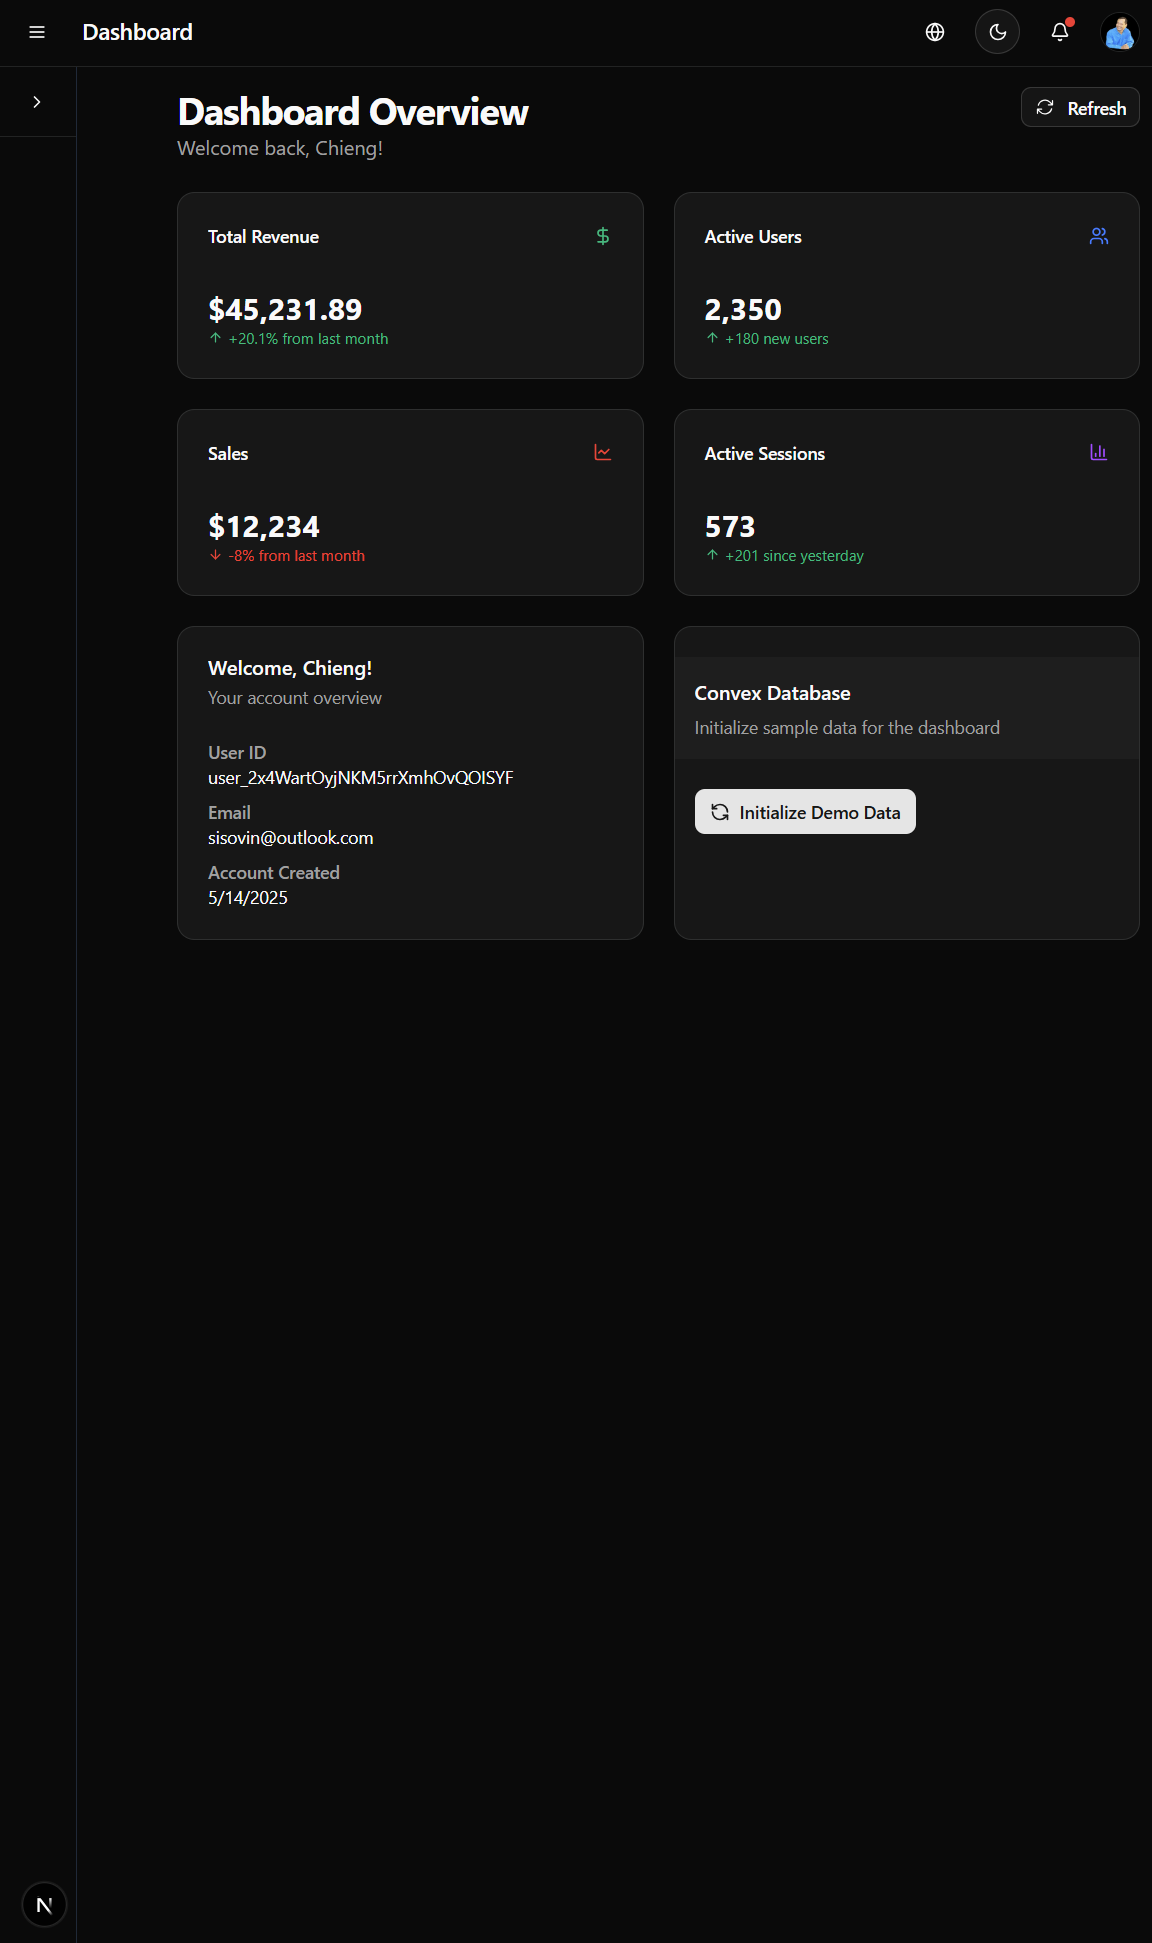 Dashboard
Dashboard Overview
Refresh
Welcome back, Chieng!
Total Revenue
$
$45,231.89
+20.1% from last month
Active Users
2,350
+180 new users
Sales
$12,234
-8% from last month
Active Sessions
573
+201 since yesterday
Welcome, Chieng!
Your account overview
User ID
user_2x4WartOyjNKM5rrXmhOvQOISYF
Email
sisovin@outlook.com
Account Created
5/14/2025
Convex Database
Initialize sample data for the dashboard
Initialize Demo Data
N